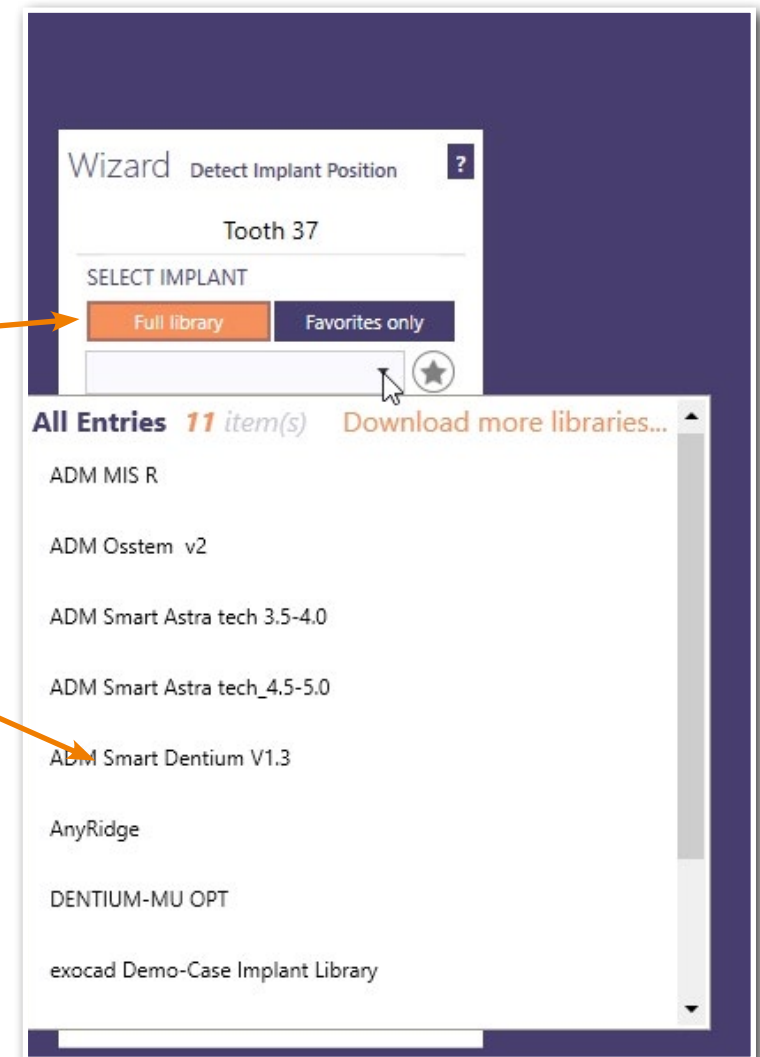 Wizard Detect Implant Position ?
Tooth 37
SELECT IMPLANT
Full library Favorites only
All Entries 11 item(s) Download more libraries...
ADM MIS R
ADM Osstem v2
ADM Smart Astra tech 3.5-4.0
ADM Smart Astra tech_4.5-5.0
ADM Smart Dentium V1.3
AnyRidge
DENTIUM-MU OPT
exocad Demo-Case Implant Library